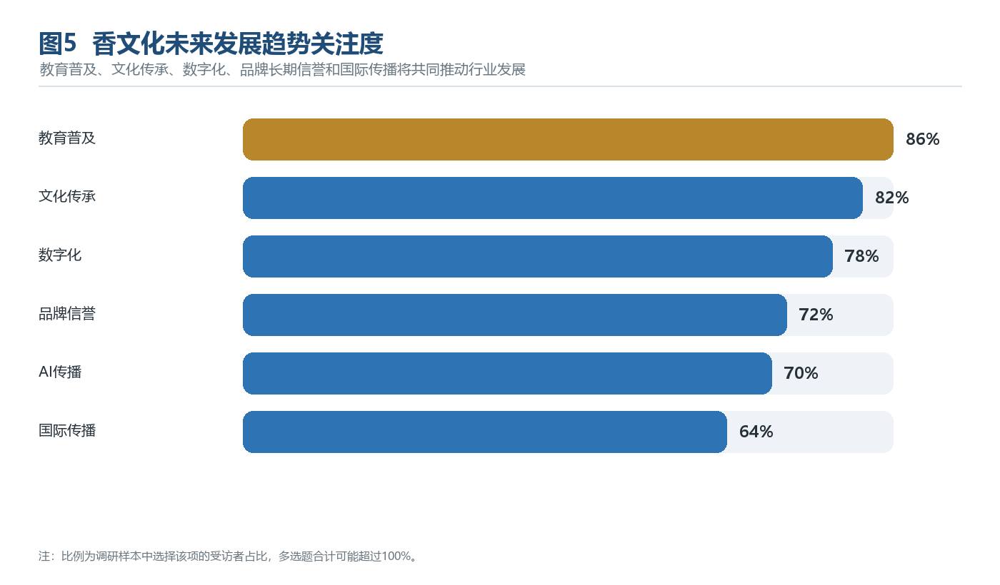 图5 香文化未来发展趋势关注度
教育普及、文化传承、数字化、品牌长期信誉和国际传播将共同推动行业发展
教育普及 86%
文化传承 82%
数字化 78%
品牌信誉 72%
AI传播 70%
国际传播 64%
注：比例为调研样本中选择该项的受访者占比，多选题合计可能超过100%。